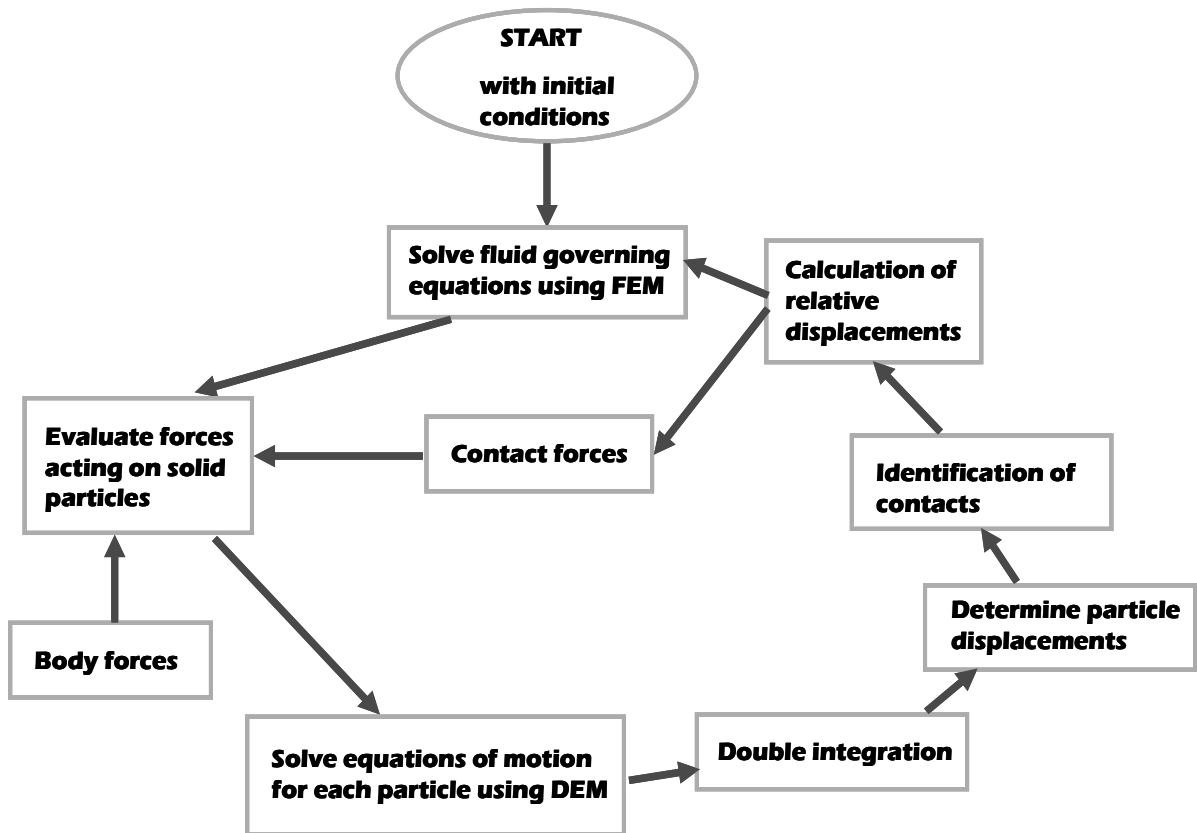 START
with initial
conditions
Solve fluid governing
equations using FEM
Calculation of
relative
displacements
Evaluate forces
acting on solid
particles
Contact forces
Identification of
contacts
Determine particle
displacements
Body forces
Solve equations of motion
for each particle using DEM
Double integration